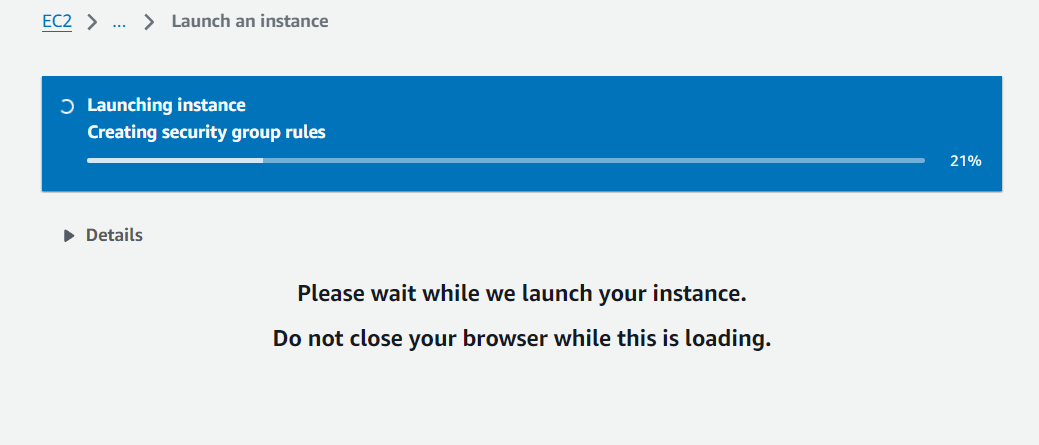 EC2 > ... > Launch an instance
Launching instance
Creating security group rules
21%
Details
Please wait while we launch your instance.
Do not close your browser while this is loading.